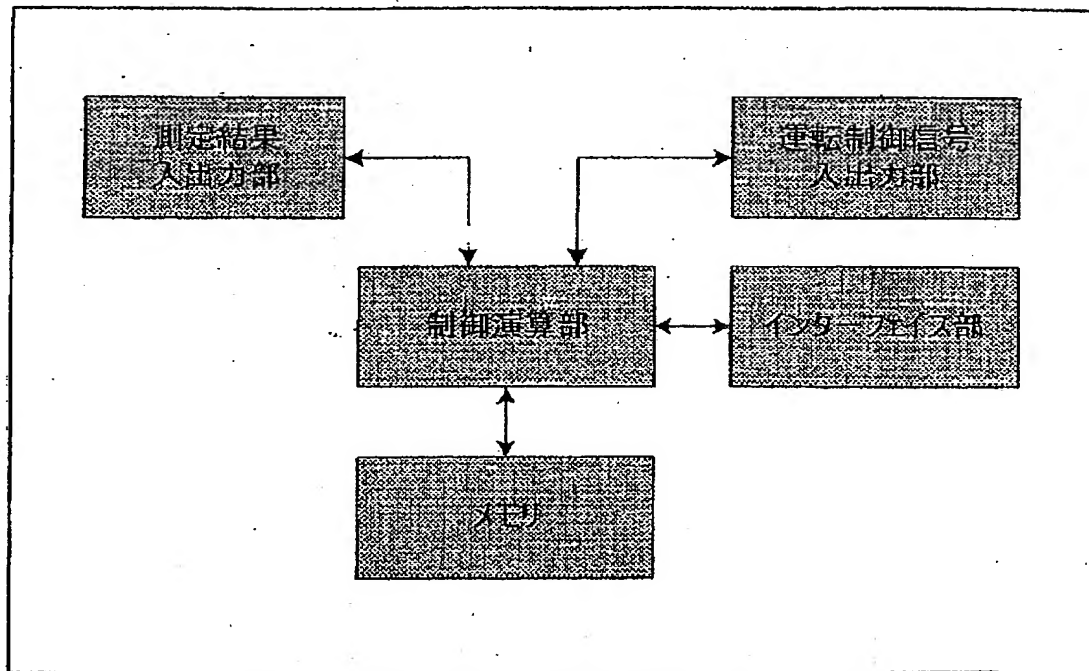 測定結果
入出力部
運転制御信号
入出力部
制御演算部
インターフェイス部
メモリ